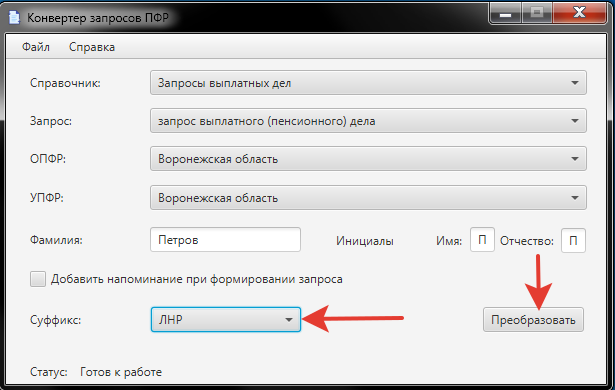 Конвертер запросов ПФР
Файл Справка
Справочник: Запросы выплатных дел
Запрос: запрос выплатного (пенсионного) дела
ОПФР: Воронежская область
УПФР: Воронежская область
Фамилия: Петров Инициалы Имя: П Отчество: П
Добавить напоминание при формировании запроса
Суффикс: ЛНР Преобразовать
Статус: Готов к работе